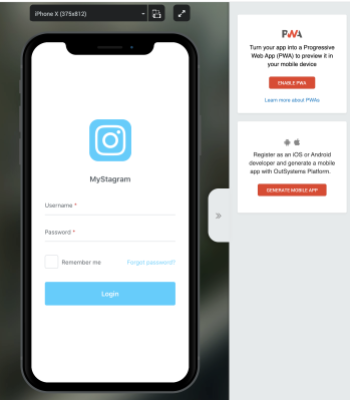 iPhone X (375x812)
MyStagram
Username *
Password *
Remember me
Forgot password?
Login
PWA
Turn your app into a Progressive
Web App (PWA) to preview it in
your mobile device
ENABLE PWA
Learn more about PWAs
Register as an iOS or Android
developer and generate a mobile
app with OutSystems Platform.
GENERATE MOBILE APP